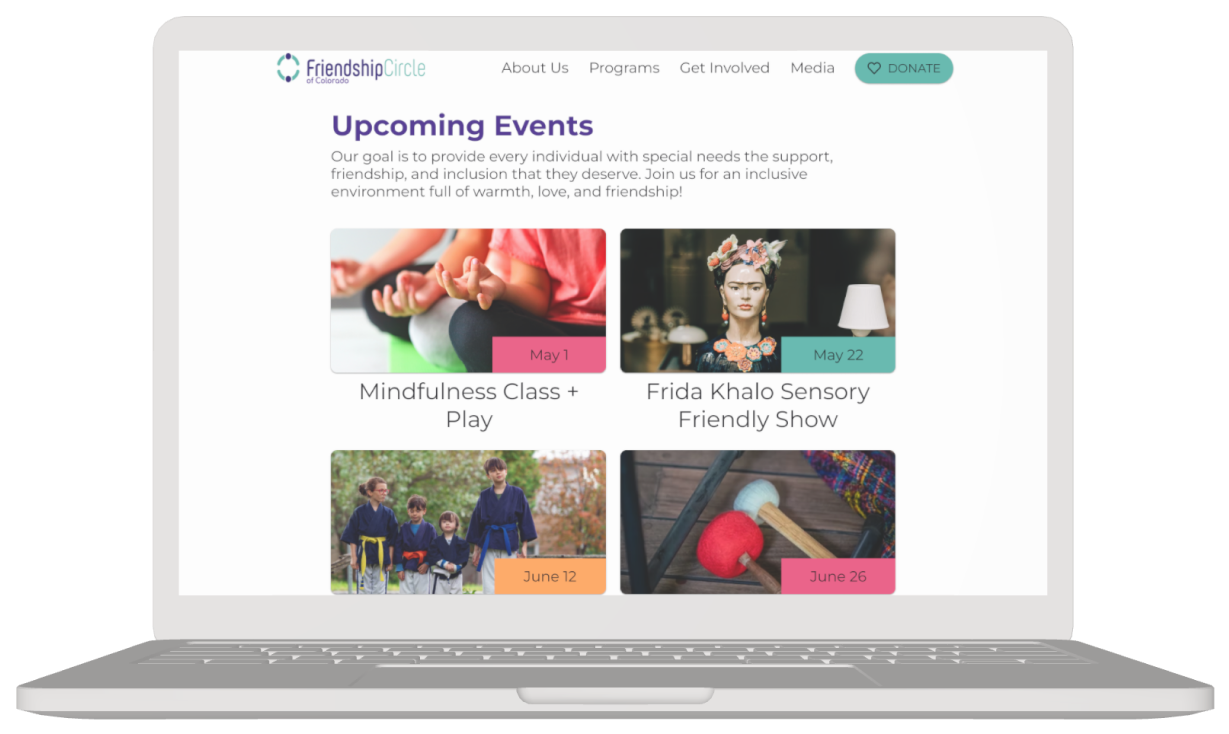 FriendshipCircle
of Colorado
About Us Programs Get Involved Media DONATE
Upcoming Events
Our goal is to provide every individual with special needs the support,
friendship, and inclusion that they deserve. Join us for an inclusive
environment full of warmth, love, and friendship!
May 1
May 22
Mindfulness Class +
Play
Frida Khalo Sensory
Friendly Show
June 12
June 26